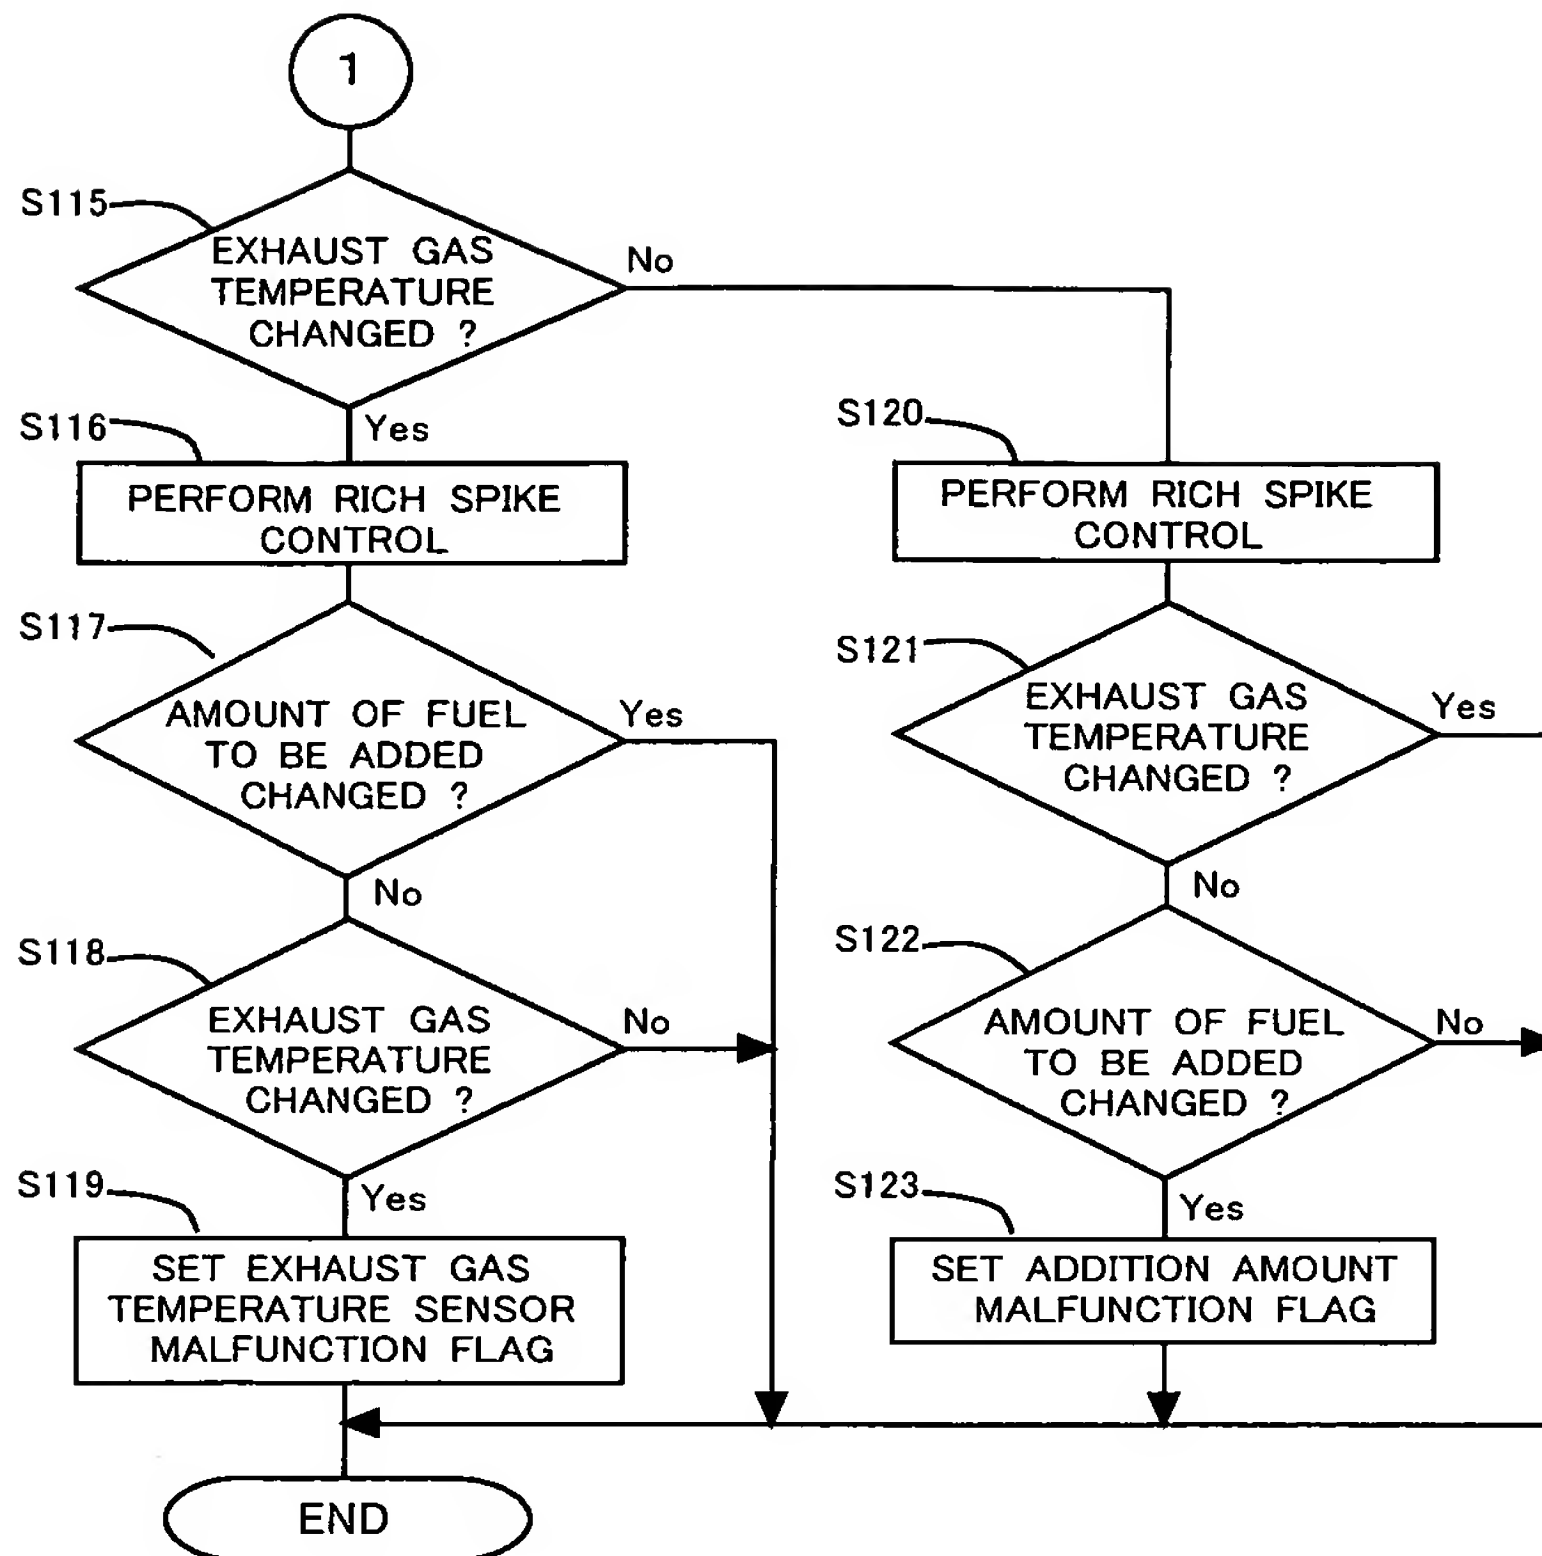 1
S115
EXHAUST GAS
TEMPERATURE
CHANGED ?
No
Yes
S116
PERFORM RICH SPIKE
CONTROL
S117
AMOUNT OF FUEL
TO BE ADDED
CHANGED ?
Yes
No
S118
EXHAUST GAS
TEMPERATURE
CHANGED ?
No
Yes
S119
SET EXHAUST GAS
TEMPERATURE SENSOR
MALFUNCTION FLAG
S120
PERFORM RICH SPIKE
CONTROL
S121
EXHAUST GAS
TEMPERATURE
CHANGED ?
Yes
No
S122
AMOUNT OF FUEL
TO BE ADDED
CHANGED ?
No
Yes
S123
SET ADDITION AMOUNT
MALFUNCTION FLAG
END